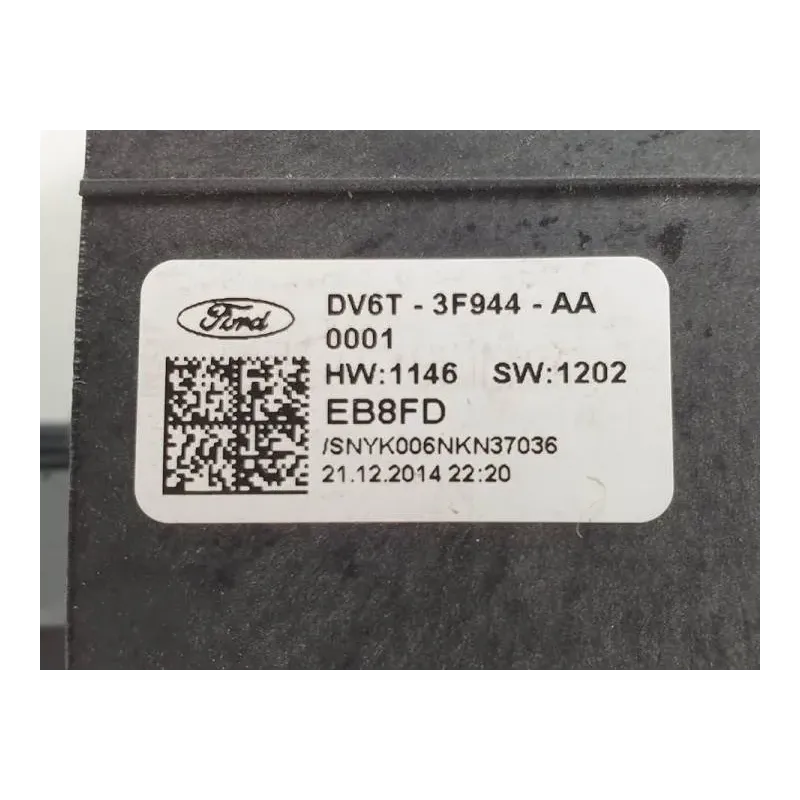 Ford
DV6T - 3F944 - AA
0001
HW:1146 SW:1202
EB8FD
/SNYK006NKN37036
21.12.2014 22:20